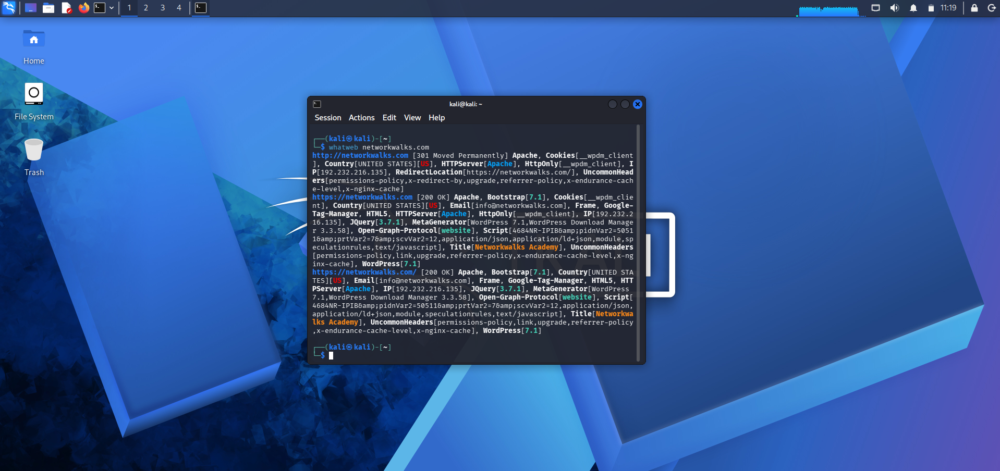 1 2 3 4
11:19
Home
File System
Trash
kali@kali: ~
Session Actions Edit View Help
┌──(kali㉿kali)-[~]
└─$ whatweb networkwalks.com
http://networkwalks.com [301 Moved Permanently] Apache, Cookies[__wpdm_client
], Country[UNITED STATES][US], HTTPServer[Apache], HttpOnly[__wpdm_client], I
P[192.232.216.135], RedirectLocation[https://networkwalks.com/], UncommonHead
ers[permissions-policy,x-redirect-by,upgrade,referrer-policy,x-endurance-cach
e-level,x-nginx-cache]
https://networkwalks.com [200 OK] Apache, Bootstrap[7.1], Cookies[__wpdm_clie
nt], Country[UNITED STATES][US], Email[info@networkwalks.com], Frame, Google-
Tag-Manager, HTML5, HTTPServer[Apache], HttpOnly[__wpdm_client], IP[192.232.2
16.135], JQuery[3.7.1], MetaGenerator[WordPress 7.1,WordPress Download Manage
r 3.3.58], Open-Graph-Protocol[website], Script[4684NR-IPIB&amp;pidnVar2=5051
1&amp;prtVar2=7&amp;scvVar2=12,application/json,application/ld+json,module,sp
eculationrules,text/javascript], Title[Networkwalks Academy], UncommonHeaders
[permissions-policy,link,upgrade,referrer-policy,x-endurance-cache-level,x-ng
inx-cache], WordPress[7.1]
https://networkwalks.com/ [200 OK] Apache, Bootstrap[7.1], Country[UNITED STA
TES][US], Email[info@networkwalks.com], Frame, Google-Tag-Manager, HTML5, HTT
PServer[Apache], IP[192.232.216.135], JQuery[3.7.1], MetaGenerator[WordPress
7.1,WordPress Download Manager 3.3.58], Open-Graph-Protocol[website], Script[
4684NR-IPIB&amp;pidnVar2=50511&amp;prtVar2=7&amp;scvVar2=12,application/json,
application/ld+json,module,speculationrules,text/javascript], Title[Networkwa
lks Academy], UncommonHeaders[permissions-policy,link,upgrade,referrer-policy
,x-endurance-cache-level,x-nginx-cache], WordPress[7.1]
┌──(kali㉿kali)-[~]
└─$